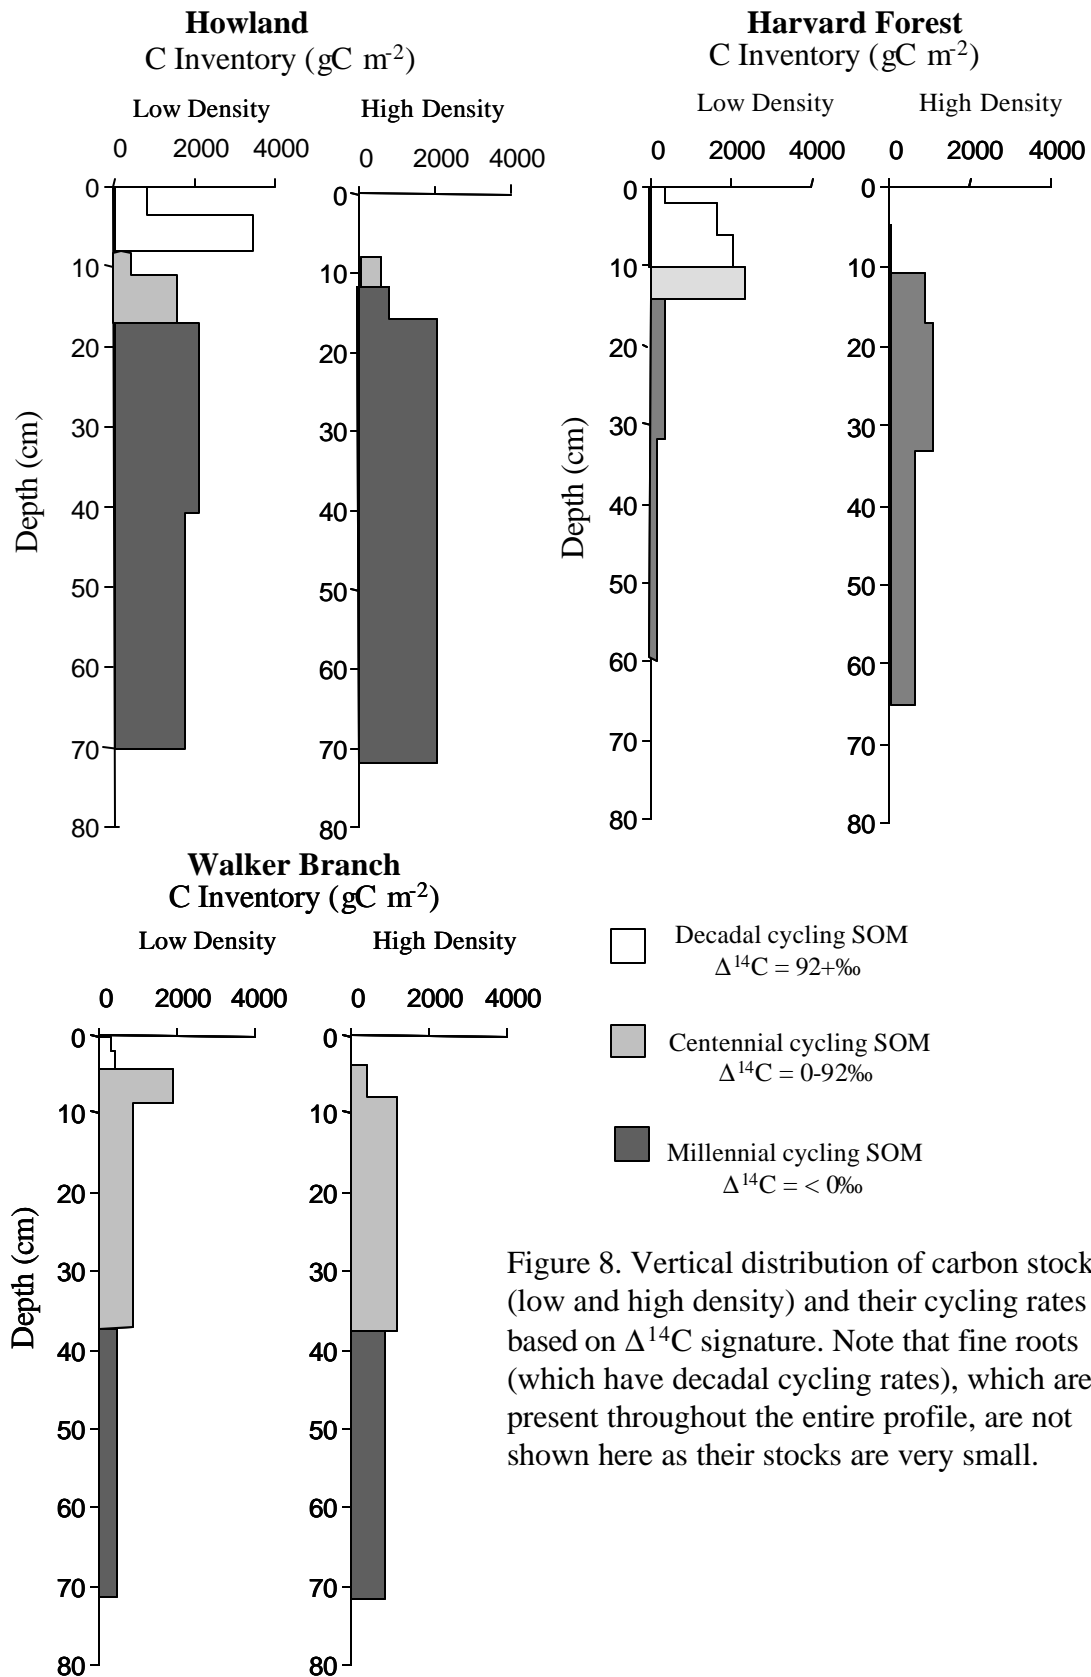 Howland
C Inventory (gC m-2)
Low Density High Density
0 2000 4000 0 2000 4000
0
10
20
30
40
50
60
70
80
Depth (cm)
0
10
20
30
40
50
60
70
80
Harvard Forest
C Inventory (gC m-2)
Low Density High Density
0 2000 4000 0 2000 4000
0
10
20
30
40
50
60
70
80
Depth (cm)
0
10
20
30
40
50
60
70
80
Walker Branch
C Inventory (gC m-2)
Low Density High Density
0 2000 4000 0 2000 4000
0
10
20
30
40
50
60
70
80
Depth (cm)
0
10
20
30
40
50
60
70
80
Decadal cycling SOM
Δ14C = 92+‰
Centennial cycling SOM
Δ14C = 0-92‰
Millennial cycling SOM
Δ14C = < 0‰
Figure 8. Vertical distribution of carbon stock
(low and high density) and their cycling rates
based on Δ14C signature. Note that fine roots
(which have decadal cycling rates), which are
present throughout the entire profile, are not
shown here as their stocks are very small.